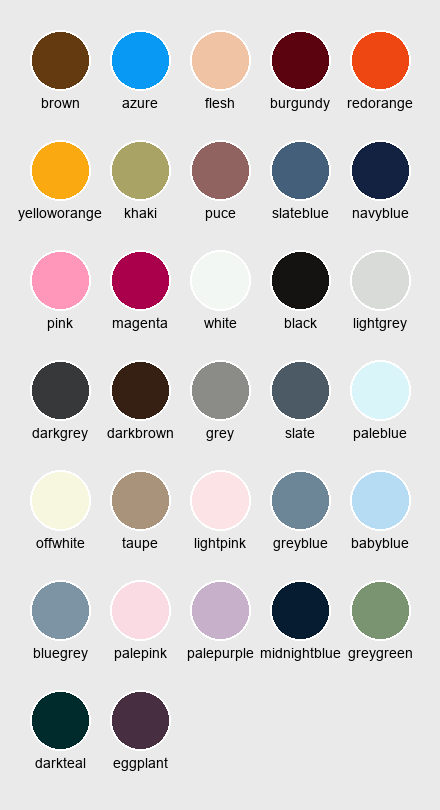 brown azure flesh burgundy redorange
yelloworange khaki puce slateblue navyblue
pink magenta white black lightgrey
darkgrey darkbrown grey slate paleblue
offwhite taupe lightpink greyblue babyblue
bluegrey palepink palepurple midnightblue greygreen
darkteal eggplant